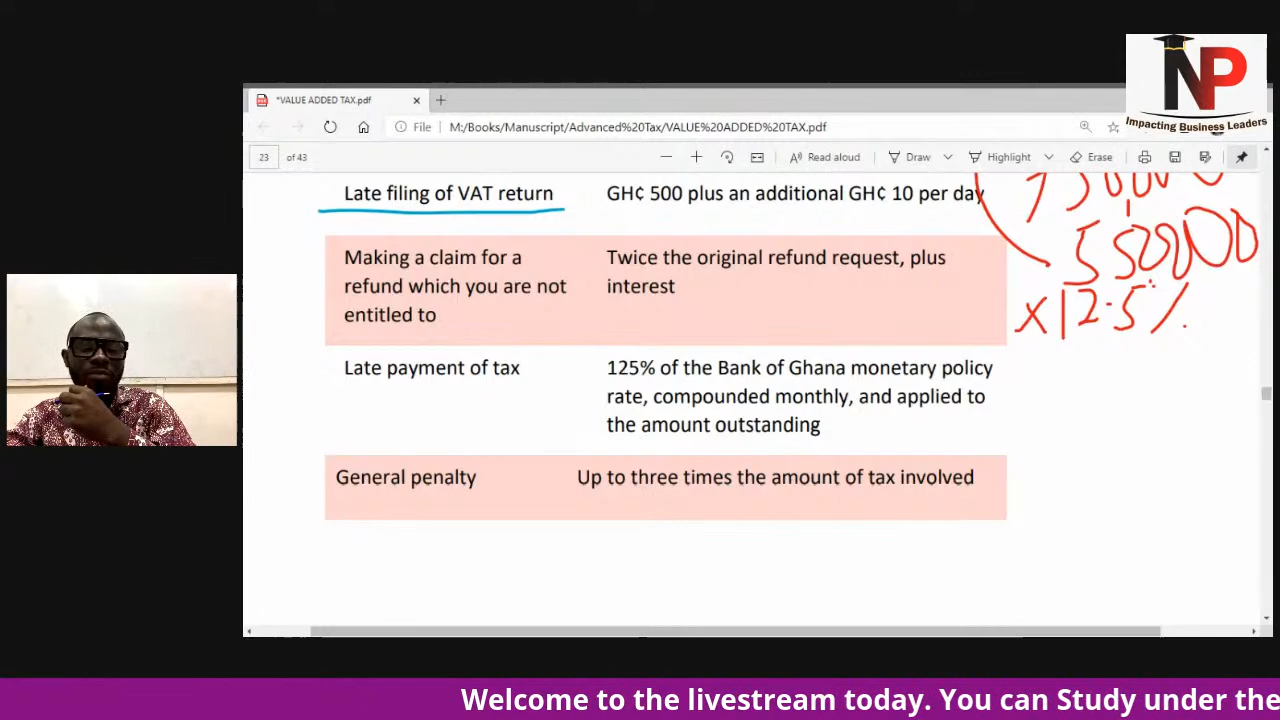 NP
Impacting Business Leaders
*VALUE ADDED TAX.pdf
File M:/Books/Manuscript/Advanced%20Tax/VALUE%20ADDED%20TAX.pdf
23 of 43 Read aloud Draw Highlight Erase
Late filing of VAT return GH¢ 500 plus an additional GH¢ 10 per day
Making a claim for a refund which you are not entitled to
Twice the original refund request, plus interest
Late payment of tax
125% of the Bank of Ghana monetary policy
rate, compounded monthly, and applied to
the amount outstanding
General penalty Up to three times the amount of tax involved
x12.5%
Welcome to the livestream today. You can Study under the